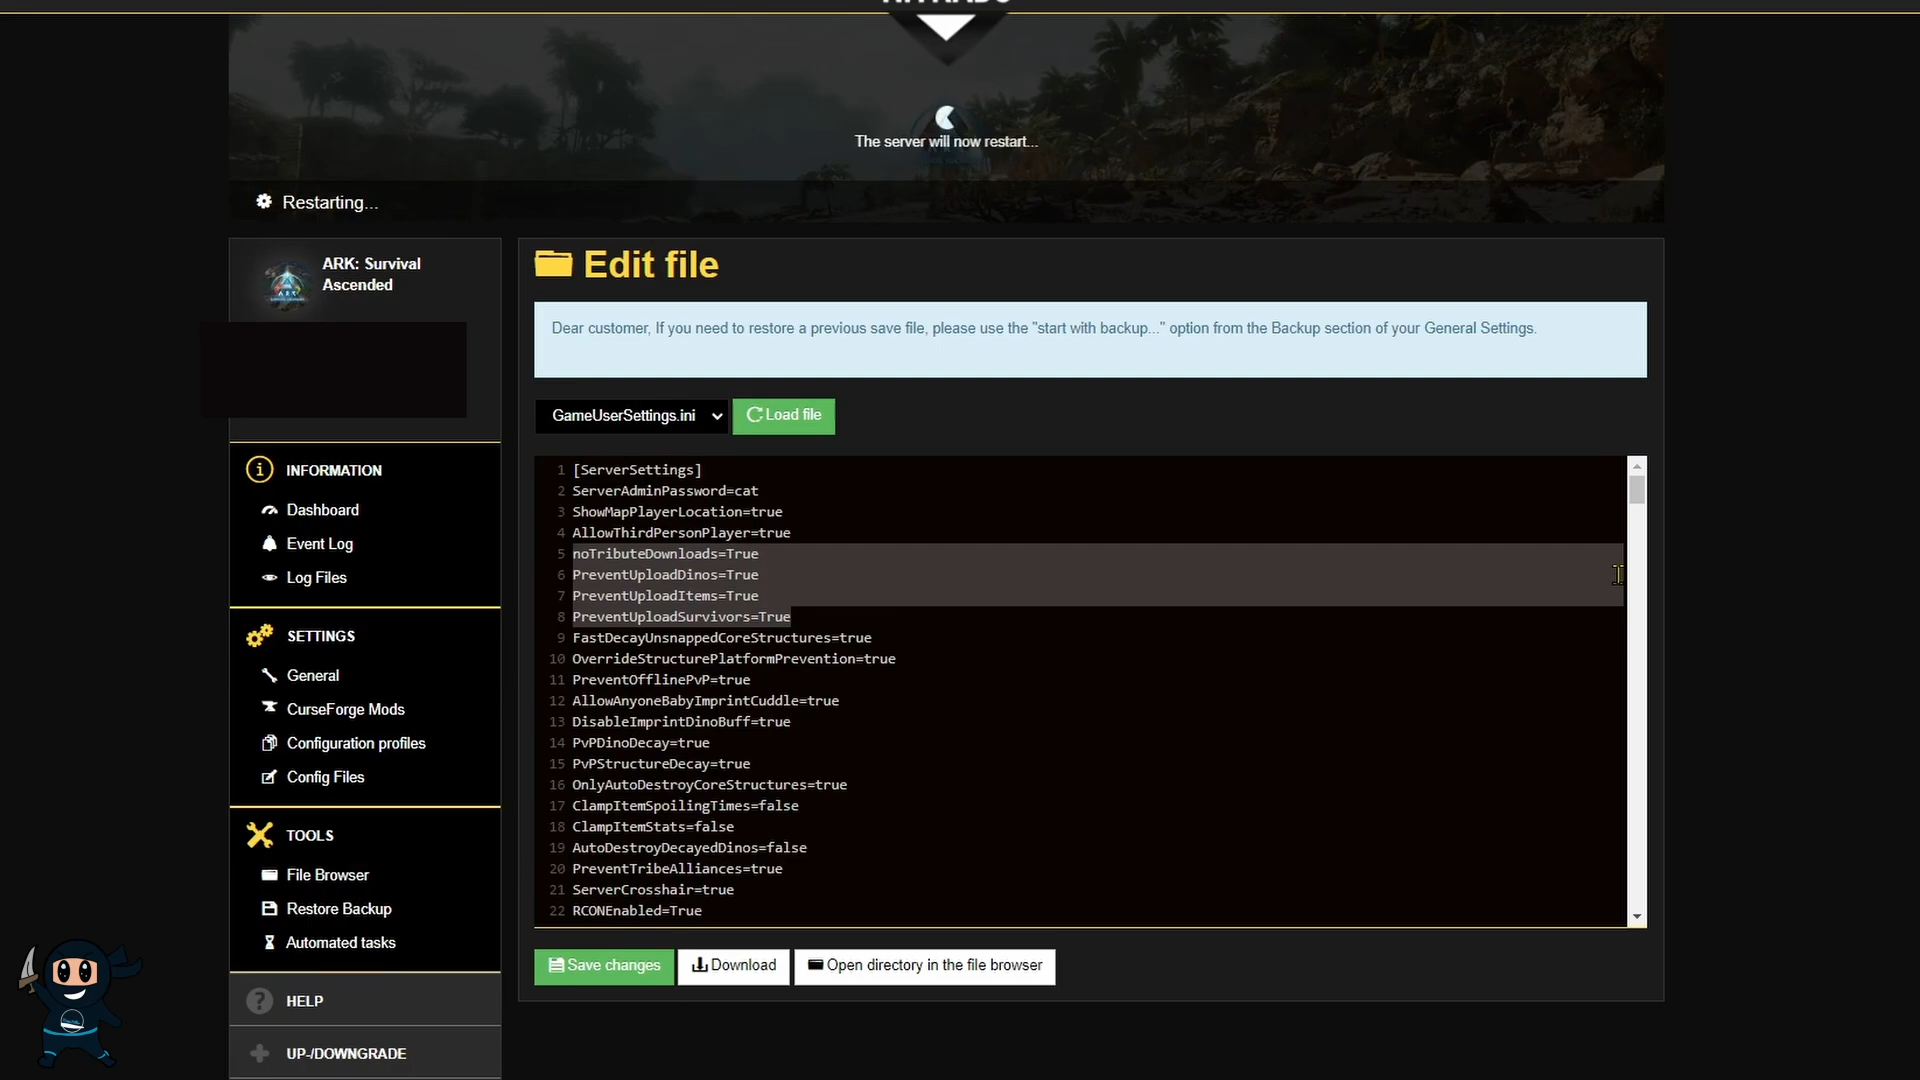 NITRADO
The server will now restart...
Restarting...
ARK: Survival
Ascended
Edit file
Dear customer, If you need to restore a previous save file, please use the "start with backup..." option from the Backup section of your General Settings.
GameUserSettings.ini
Load file
INFORMATION
Dashboard
Event Log
Log Files
SETTINGS
General
CurseForge Mods
Configuration profiles
Config Files
TOOLS
File Browser
Restore Backup
Automated tasks
HELP
UP-/DOWNGRADE
1 [ServerSettings]
2 ServerAdminPassword=cat
3 ShowMapPlayerLocation=true
4 AllowThirdPersonPlayer=true
5 noTributeDownloads=True
6 PreventUploadDinos=True
7 PreventUploadItems=True
8 PreventUploadSurvivors=True
9 FastDecayUnsnappedCoreStructures=true
10 OverrideStructurePlatformPrevention=true
11 PreventOfflinePvP=true
12 AllowAnyoneBabyImprintCuddle=true
13 DisableImprintDinoBuff=true
14 PvPDinoDecay=true
15 PvPStructureDecay=true
16 OnlyAutoDestroyCoreStructures=true
17 ClampItemSpoilingTimes=false
18 ClampItemStats=false
19 AutoDestroyDecayedDinos=false
20 PreventTribeAlliances=true
21 ServerCrosshair=true
22 RCONEnabled=True
Save changes
Download
Open directory in the file browser